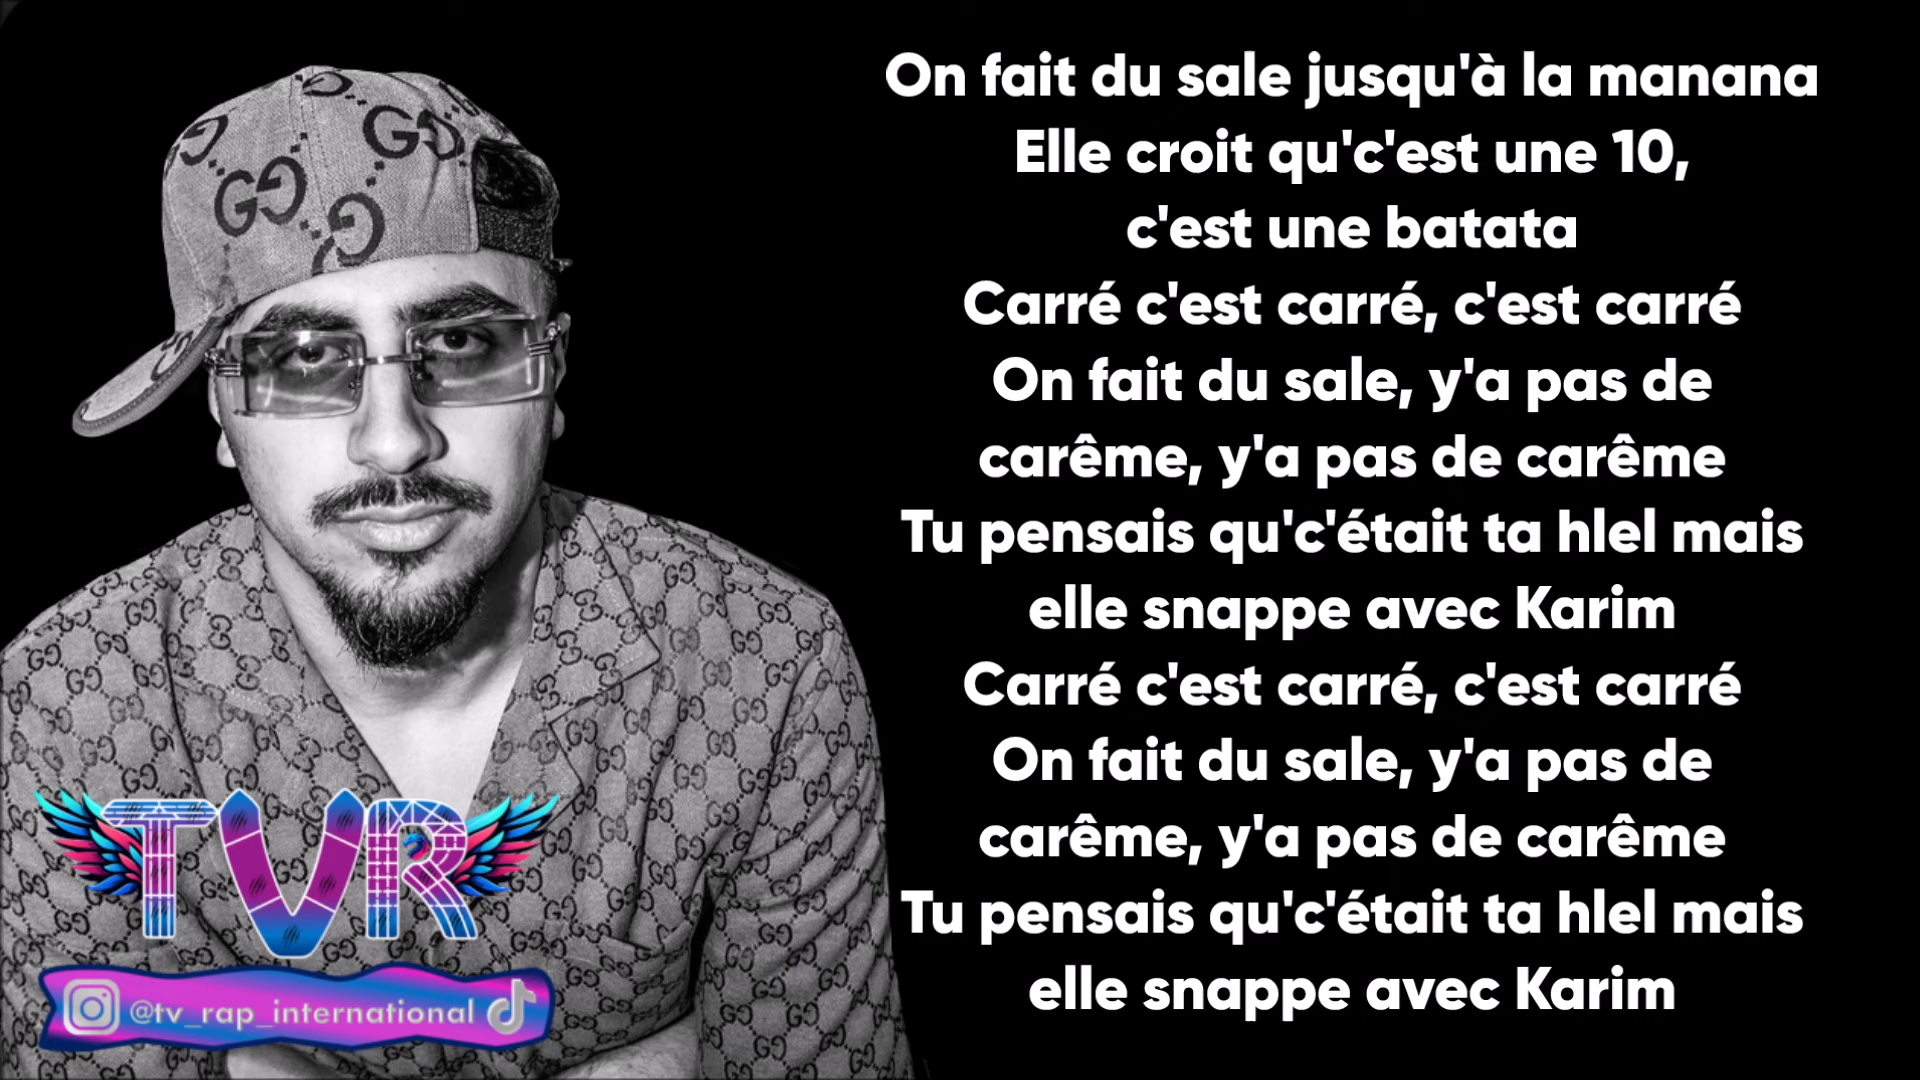 On fait du sale jusqu'à la manana
Elle croit qu'c'est une 10,
c'est une batata
Carré c'est carré, c'est carré
On fait du sale, y'a pas de
carême, y'a pas de carême
Tu pensais qu'c'était ta hlel mais
elle snappe avec Karim
Carré c'est carré, c'est carré
On fait du sale, y'a pas de
carême, y'a pas de carême
Tu pensais qu'c'était ta hlel mais
elle snappe avec Karim
TVR
@tv_rap_international